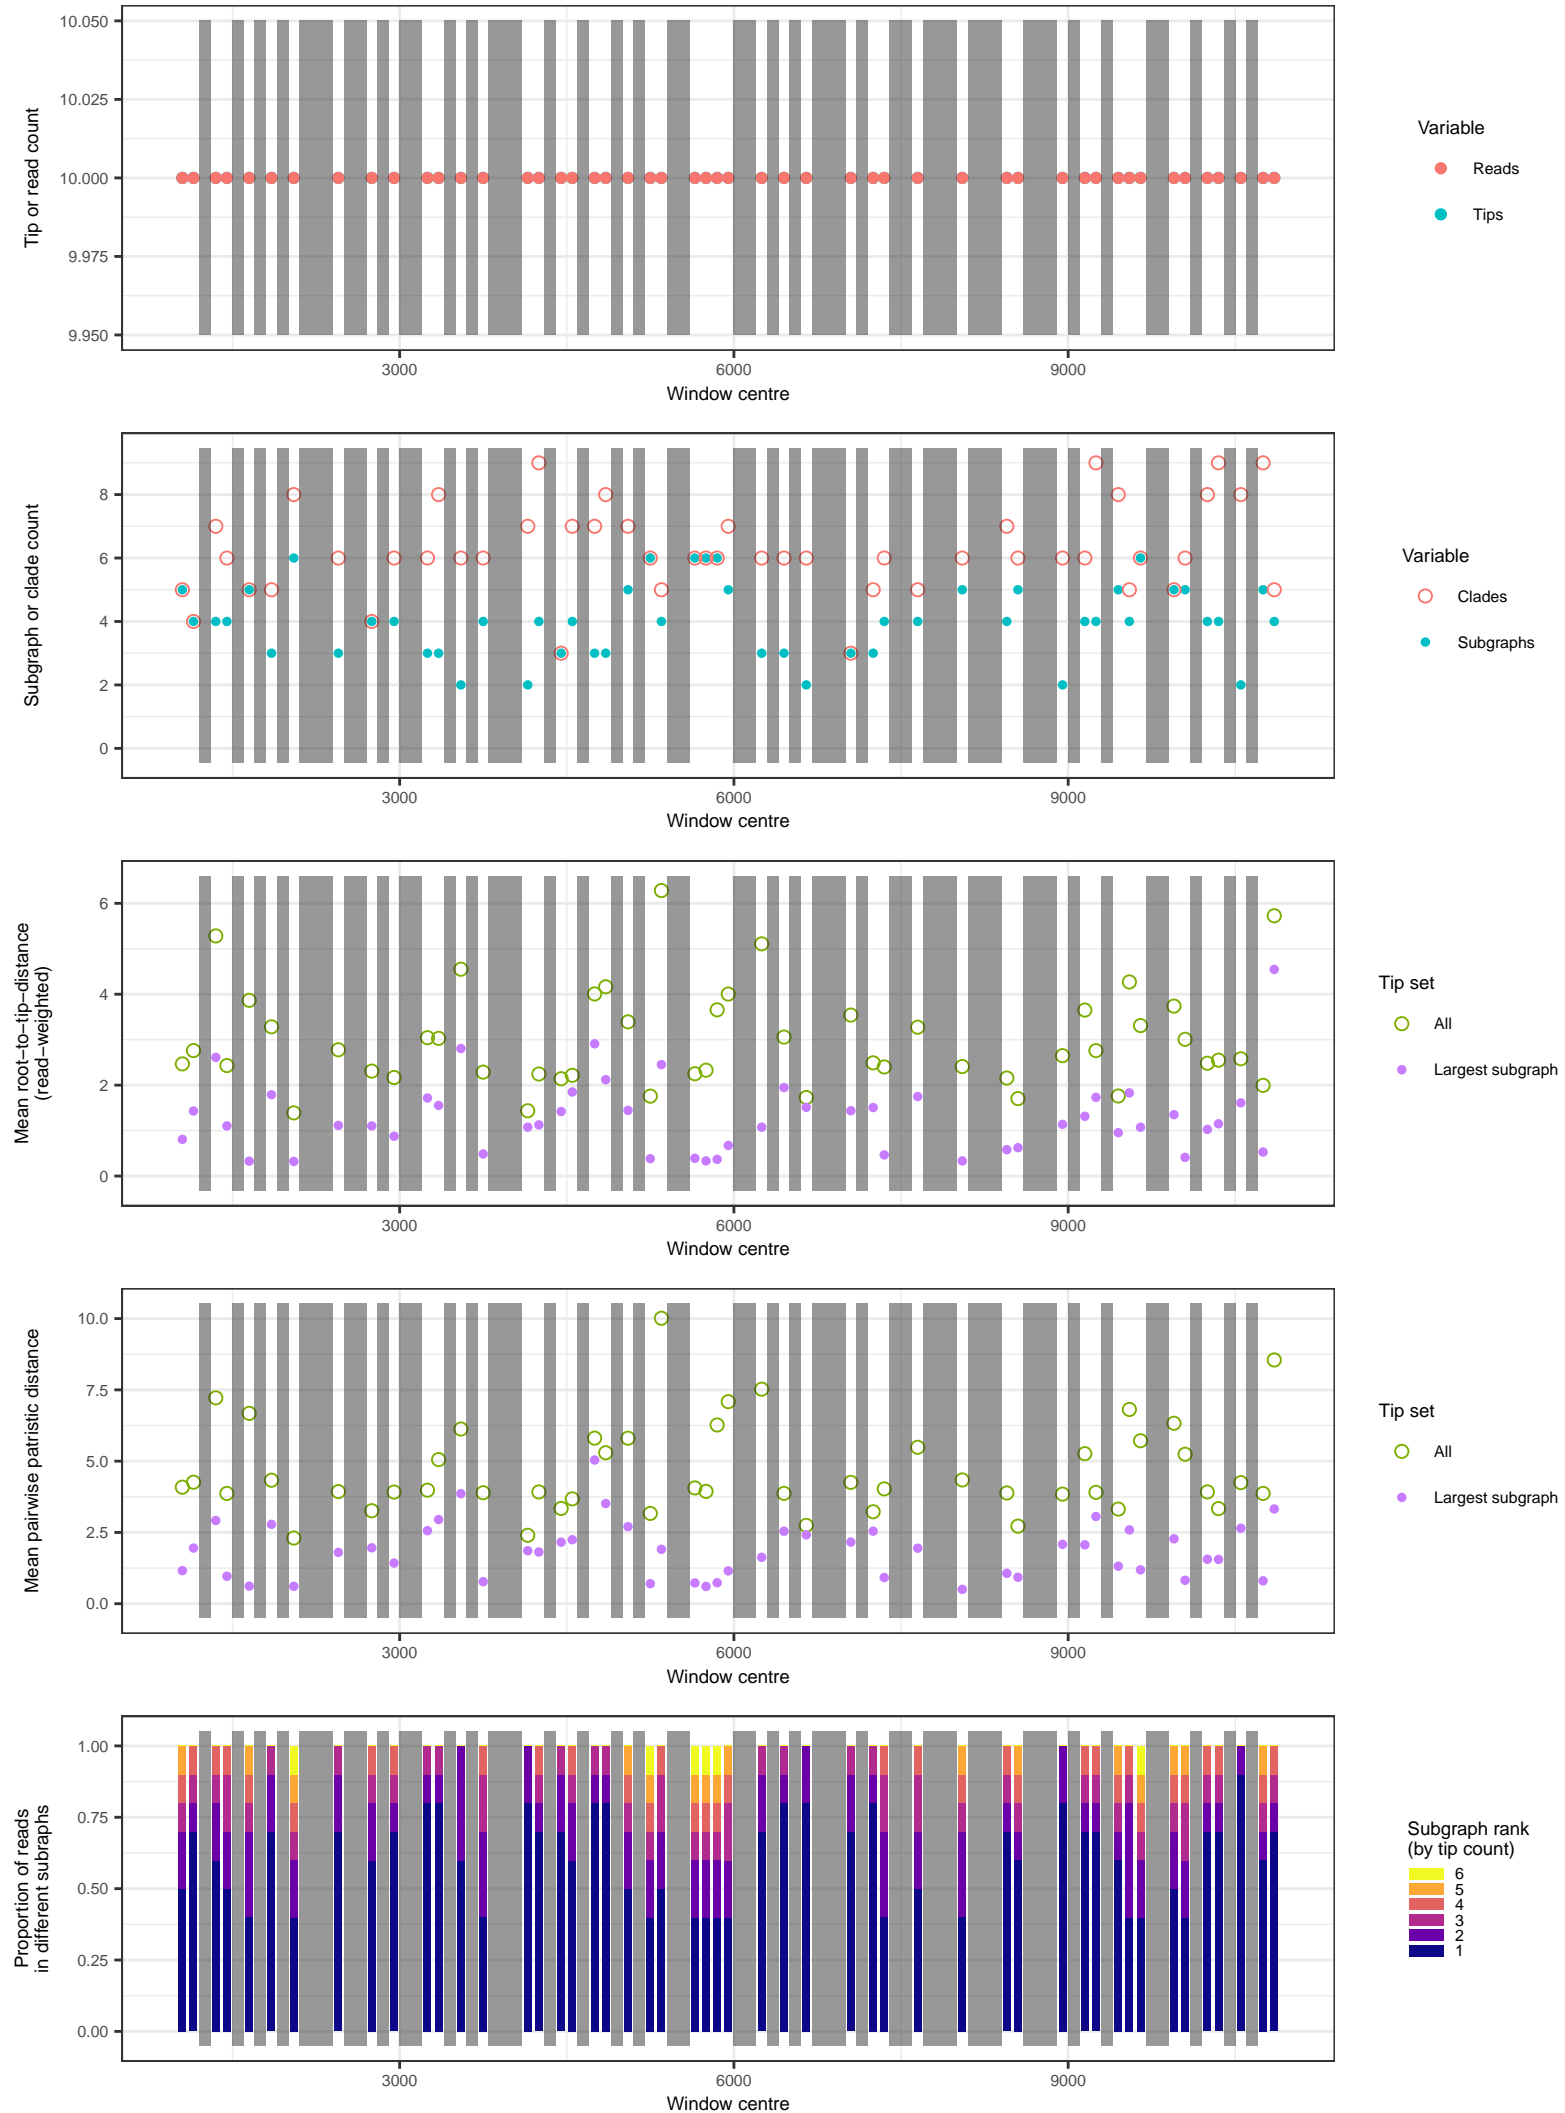 10.050
10.025
10.000
9.975
9.950
Tip or read count
3000
6000
9000
Window centre
Variable
Reads
Tips
8
6
4
2
0
Subgraph or clade count
3000
6000
9000
Window centre
Variable
Clades
Subgraphs
6
4
2
0
Mean root−to−tip−distance
(read−weighted)
3000
6000
9000
Window centre
Tip set
All
Largest subgraph
10.0
7.5
5.0
2.5
0.0
Mean pairwise patristic distance
3000
6000
9000
Window centre
Tip set
All
Largest subgraph
1.00
0.75
0.50
0.25
0.00
Proportion of reads
in different subraphs
3000
6000
9000
Window centre
Subgraph rank
(by tip count)
6
5
4
3
2
1